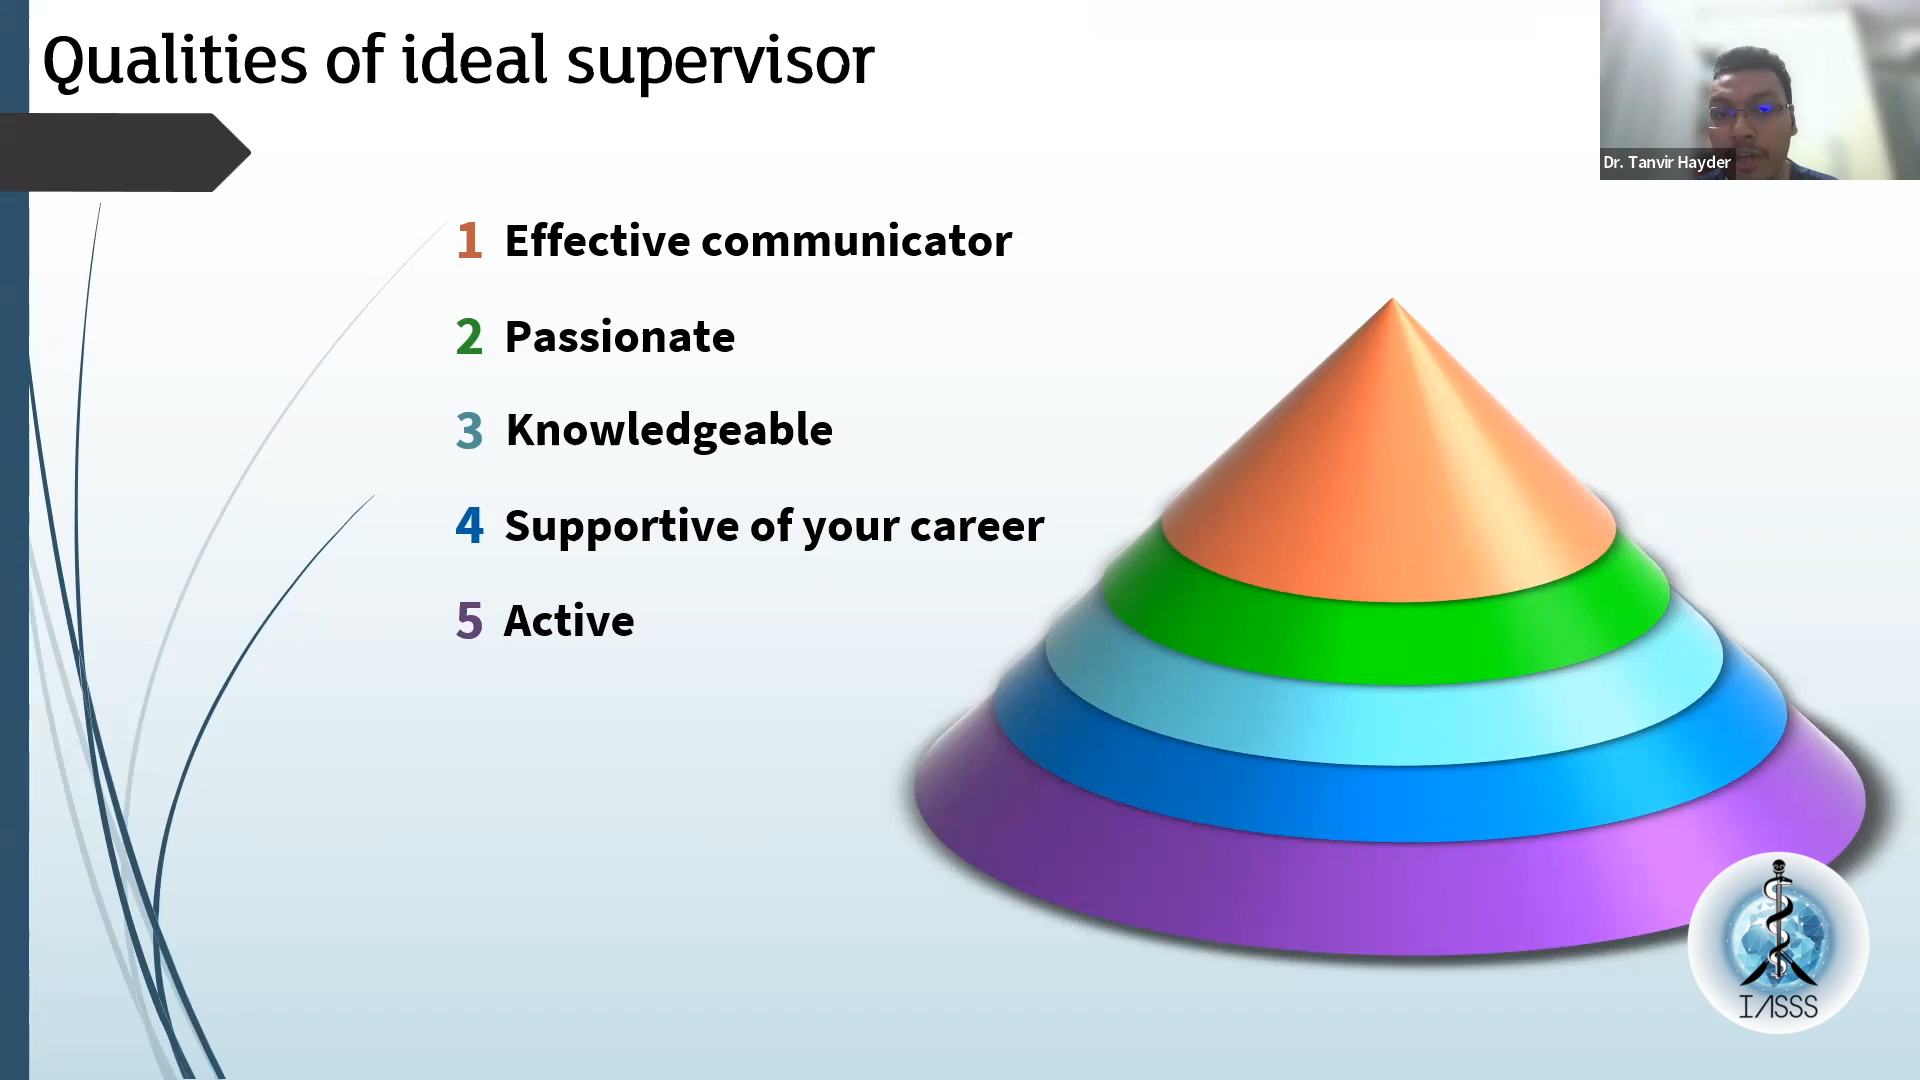 Qualities of ideal supervisor
Dr. Tanvir Hayder
1 Effective communicator
2 Passionate
3 Knowledgeable
4 Supportive of your career
5 Active
IASSS